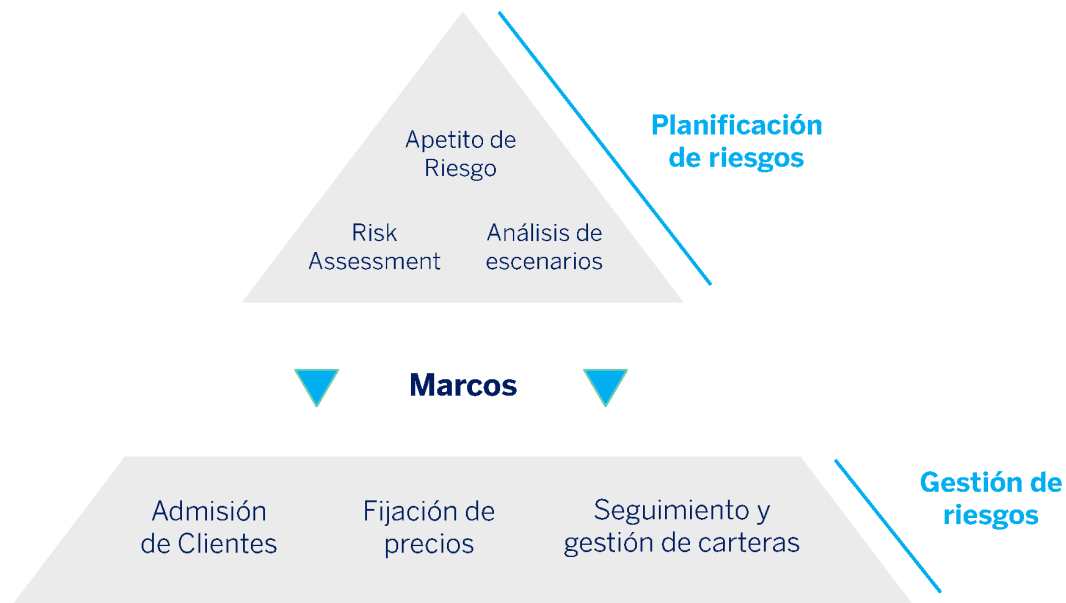 Apetito de
Riesgo
Planificación
de riesgos
Risk
Assessment
Análisis de
escenarios
Marcos
Admisión
de Clientes
Fijación de
precios
Seguimiento y
gestión de carteras
Gestión de
riesgos